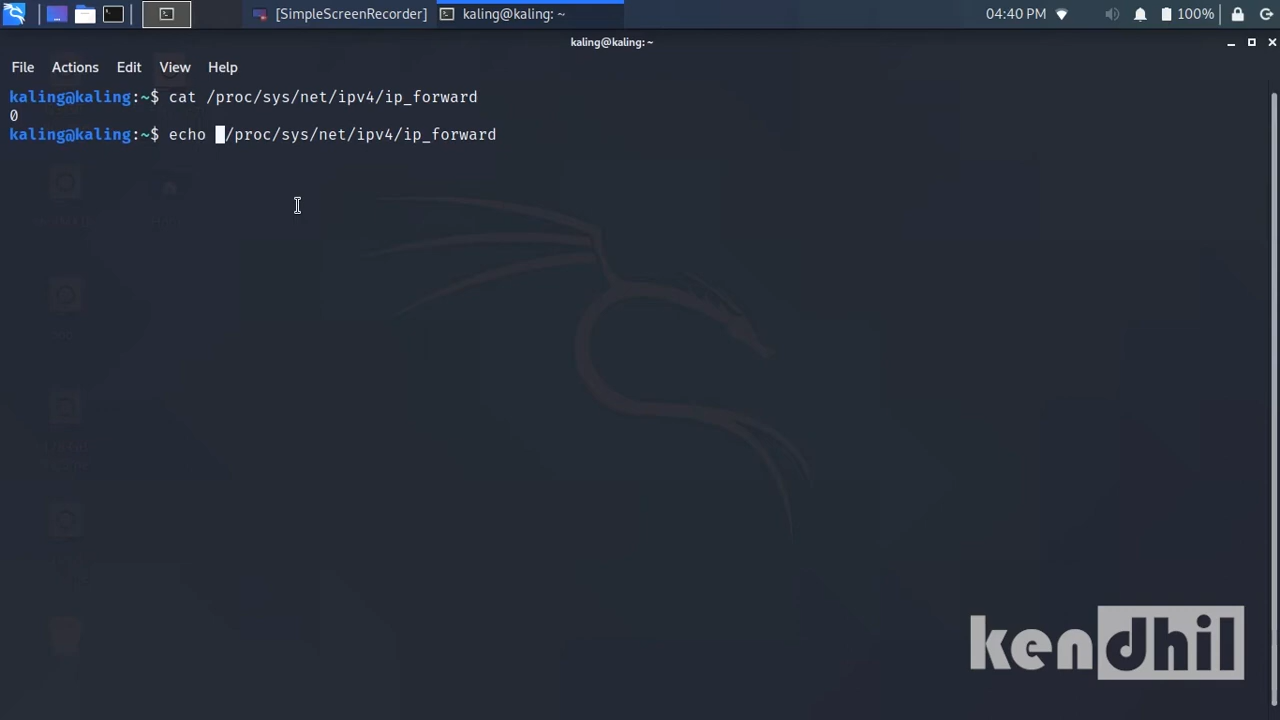 [SimpleScreenRecorder]
kaling@kaling: ~
04:40 PM
100%
kaling@kaling: ~
File Actions Edit View Help
kaling@kaling:~$ cat /proc/sys/net/ipv4/ip_forward
0
kaling@kaling:~$ echo /proc/sys/net/ipv4/ip_forward
kendhil